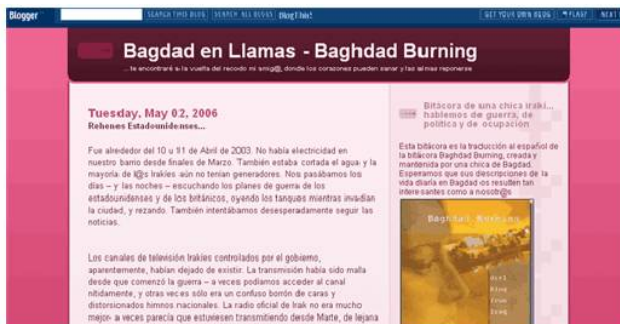 Blogger
SEARCH THIS BLOG SEARCH ALL BLOGS BlogThis!
GET YOUR OWN BLOG FLAG? NEXT
Bagdad en Llamas - Baghdad Burning
... te encontraré a la vuelta del recodo mi amig@, donde los corazones pueden sanar y las almas reponerse
Tuesday, May 02, 2006
Rehenes Estadounidenses...
Fue alrededor del 10 u 11 de Abril de 2003. No había electricidad en
nuestro barrio desde finales de Marzo. También estaba cortada el agua y la
mayoría de l@s Irakíes aún no tenían generadores. Nos pasábamos los
días – y las noches – escuchando los planes de guerra de los
estadounidenses y de los británicos, oyendo los tanques mientras invadían
la ciudad, y rezando. También intentábamos desesperadamente seguir las
noticias.
Los canales de televisión Irakíes controlados por el gobierno,
aparentemente, habían dejado de existir. La transmisión había sido mala
desde que comenzó la guerra – a veces podíamos acceder al canal
nítidamente, y otras veces sólo era un confuso borrón de caras y
distorsionados himnos nacionales. La radio oficial de Irak no era mucho
mejor- a veces parecía que estuviesen transmitiendo desde Marte, de lejana
Bitácora de una chica irakí...
hablemos de guerra, de
política y de ocupación
Esta bitácora es la traducción al español de
la bitácora Baghdad Burning, creada y
mantenida por una chica de Bagdad.
Esperamos que sus descripciones de la
vida diaría en Bagdad os resulten tan
interesantes como a nosotr@s
Baghdad Burning
Girl
Blog
from
Iraq